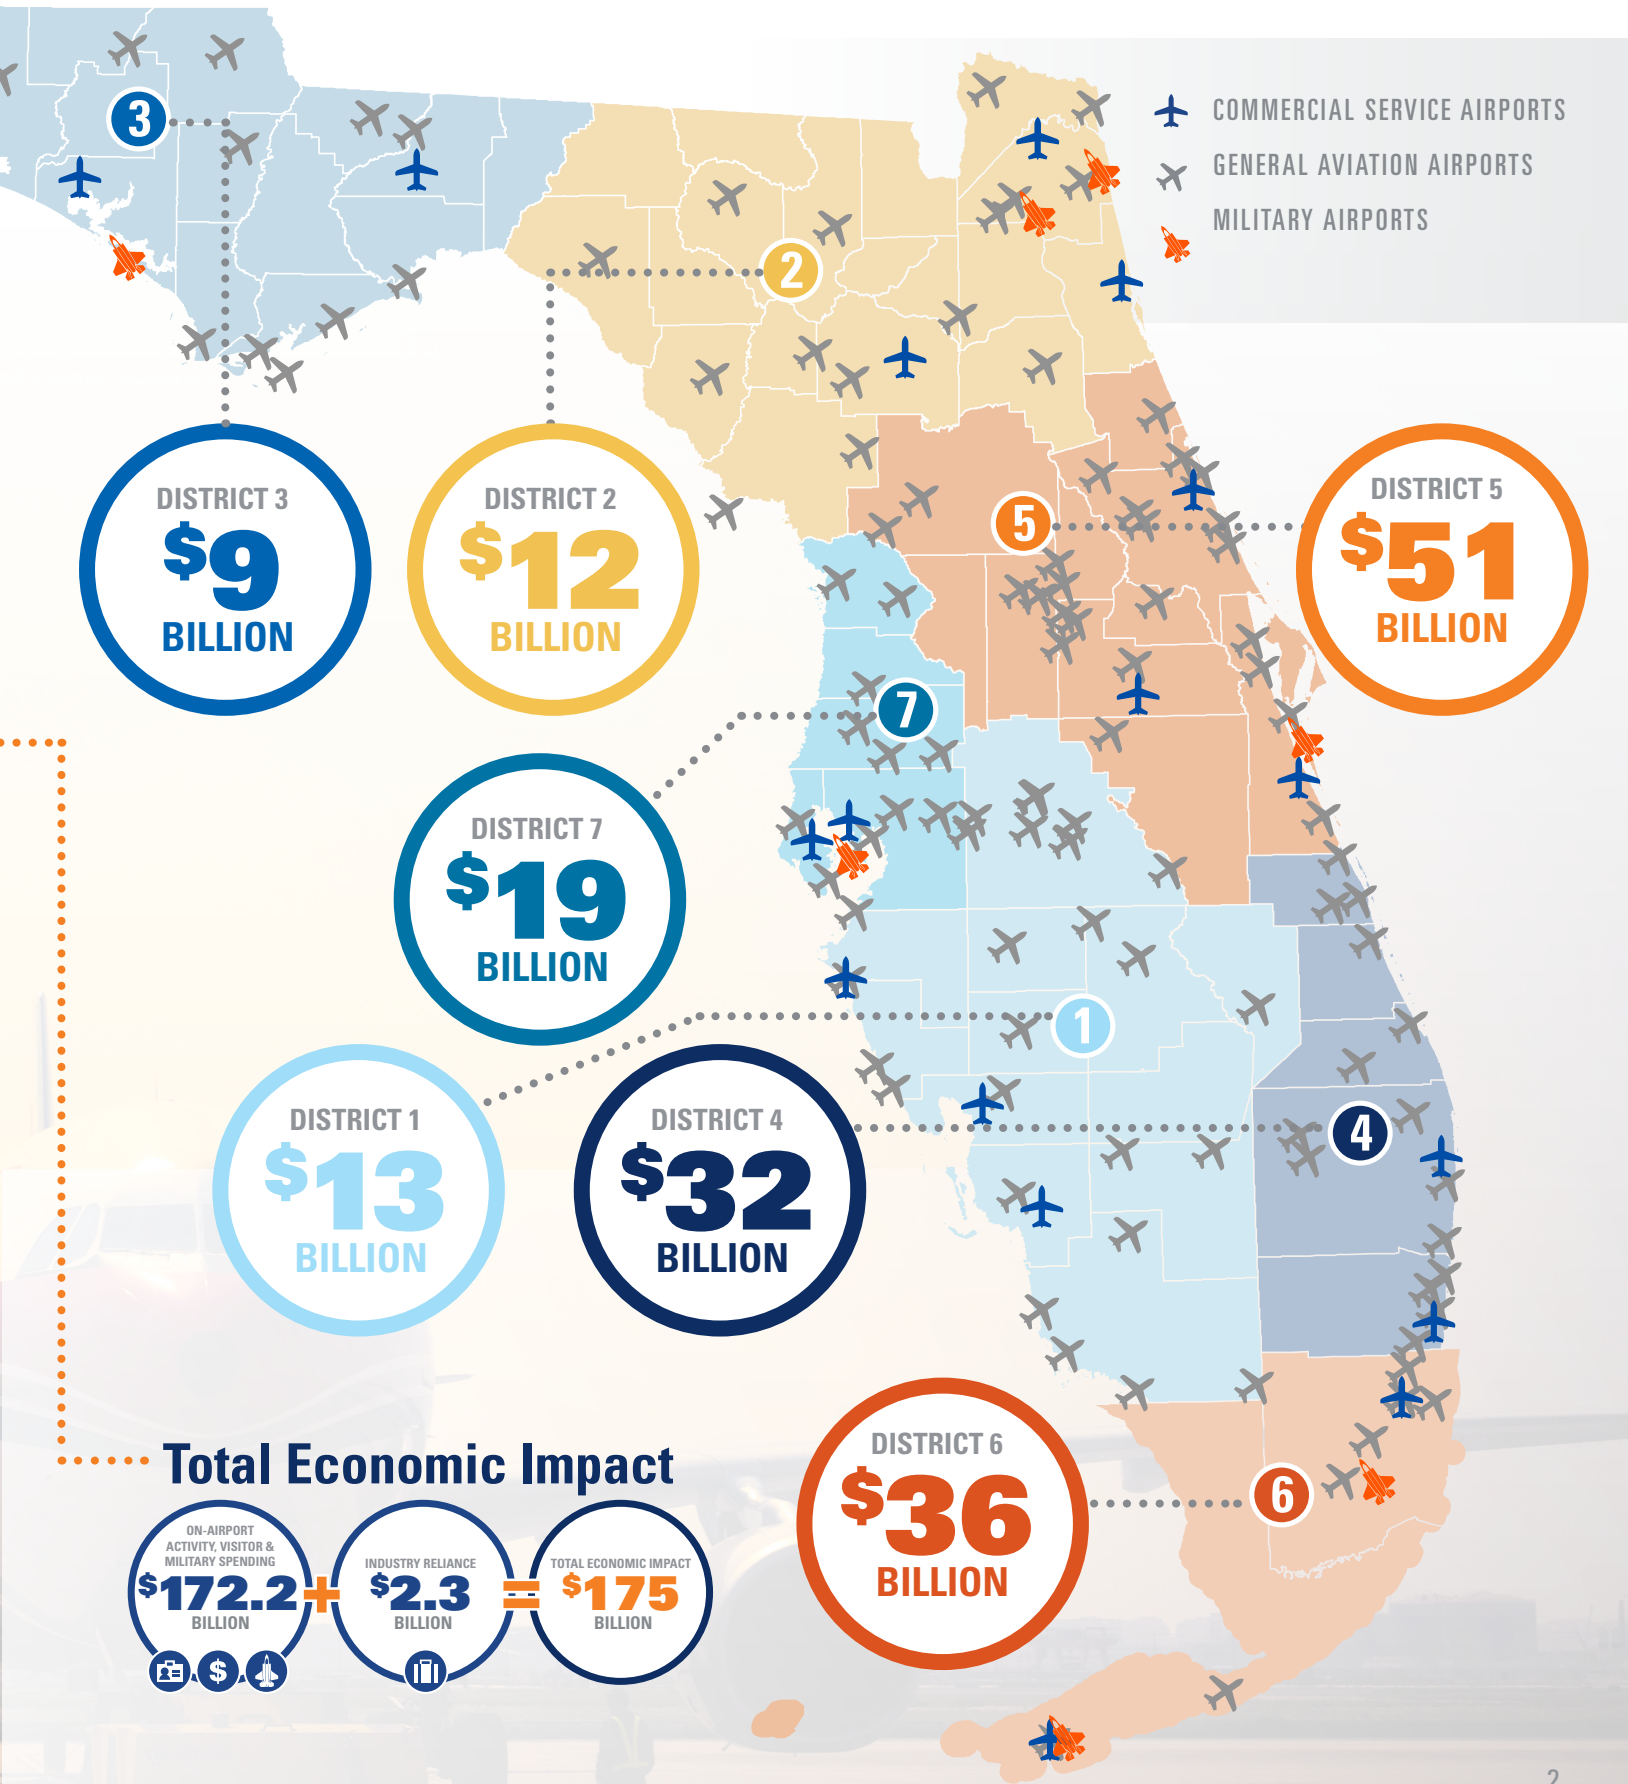 COMMERCIAL SERVICE AIRPORTS
GENERAL AVIATION AIRPORTS
MILITARY AIRPORTS
3
2
5
7
1
4
6
DISTRICT 3
$9
BILLION
DISTRICT 2
$12
BILLION
DISTRICT 5
$51
BILLION
DISTRICT 7
$19
BILLION
DISTRICT 1
$13
BILLION
DISTRICT 4
$32
BILLION
DISTRICT 6
$36
BILLION
Total Economic Impact
ON-AIRPORT
ACTIVITY, VISITOR &
MILITARY SPENDING
$172.2
BILLION
+
INDUSTRY RELIANCE
$2.3
BILLION
=
TOTAL ECONOMIC IMPACT
$175
BILLION
$
2